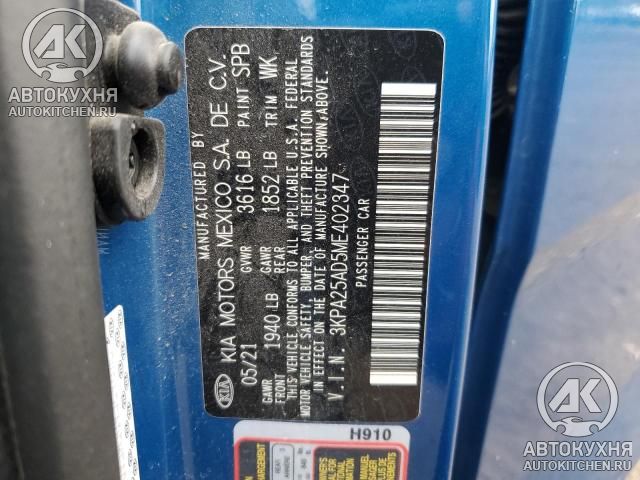 MANUFACTURED BY
KIA MOTORS MEXICO S.A. DE C.V.
05/21 GVWR 3616 LB PAINT SPB
GAWR FRONT 1940 LB GAWR REAR 1852 LB TRIM WK
THIS VEHICLE CONFORMS TO ALL APPLICABLE U.S.A. FEDERAL
MOTOR VEHICLE SAFETY, BUMPER, AND THEFT PREVENTION STANDARDS
IN EFFECT ON THE DATE OF MANUFACTURE SHOWN ABOVE.
V.I.N. 3KPA25AD5ME402347
PASSENGER CAR
KIA
H910
АК
АВТОКУХНЯ
AUTOKITCHEN.RU
АК
АВТОКУХНЯ
AUTOKITCHEN.RU